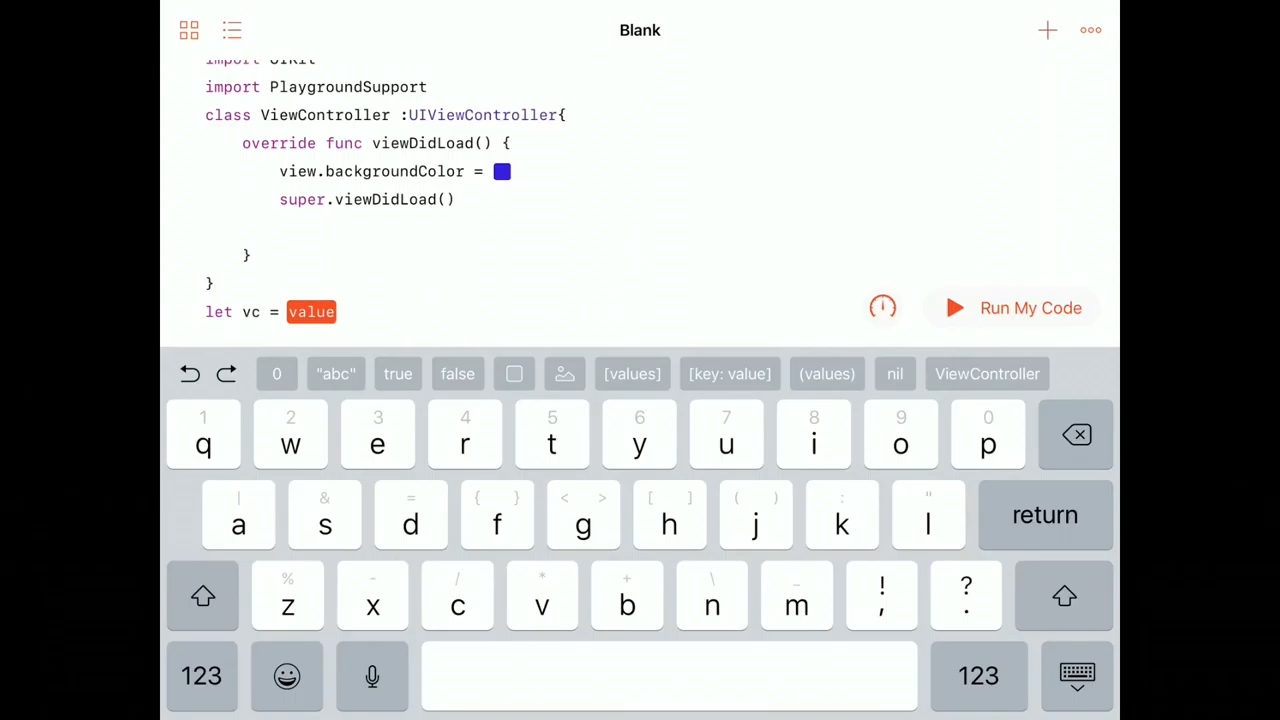 Blank
import UIKit
import PlaygroundSupport
class ViewController :UIViewController{
override func viewDidLoad() {
view.backgroundColor =
super.viewDidLoad()
}
}
let vc = value
Run My Code
0 "abc" true false [values] [key: value] (values) nil ViewController
1 2 3 4 5 6 7 8 9 0
q w e r t y u i o p
| & = { } < > [ ] ( ) : "
a s d f g h j k l return
% - / * + \ _ ! ?
z x c v b n m , .
123 123